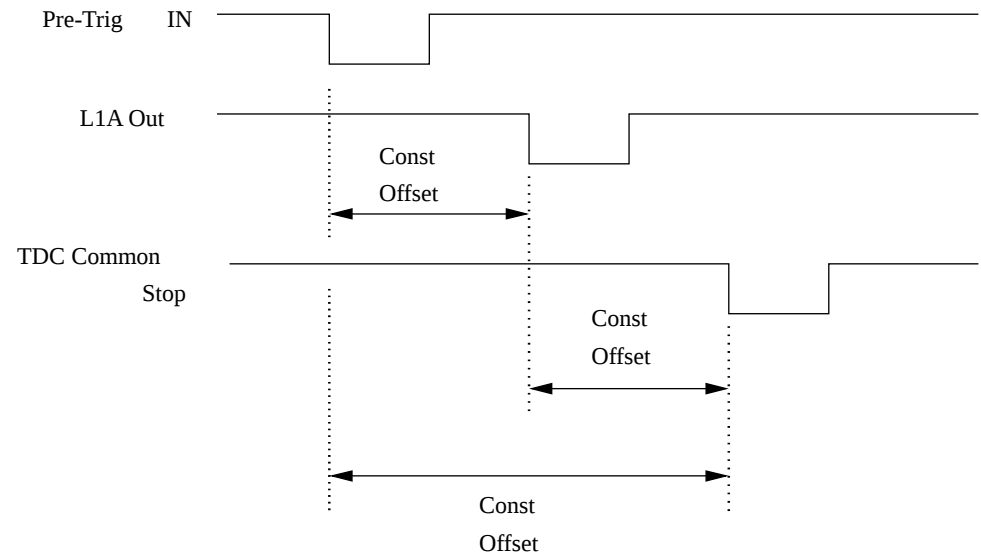 Pre-Trig IN
L1A Out
Const
Offset
TDC Common
Stop
Const
Offset
Const
Offset